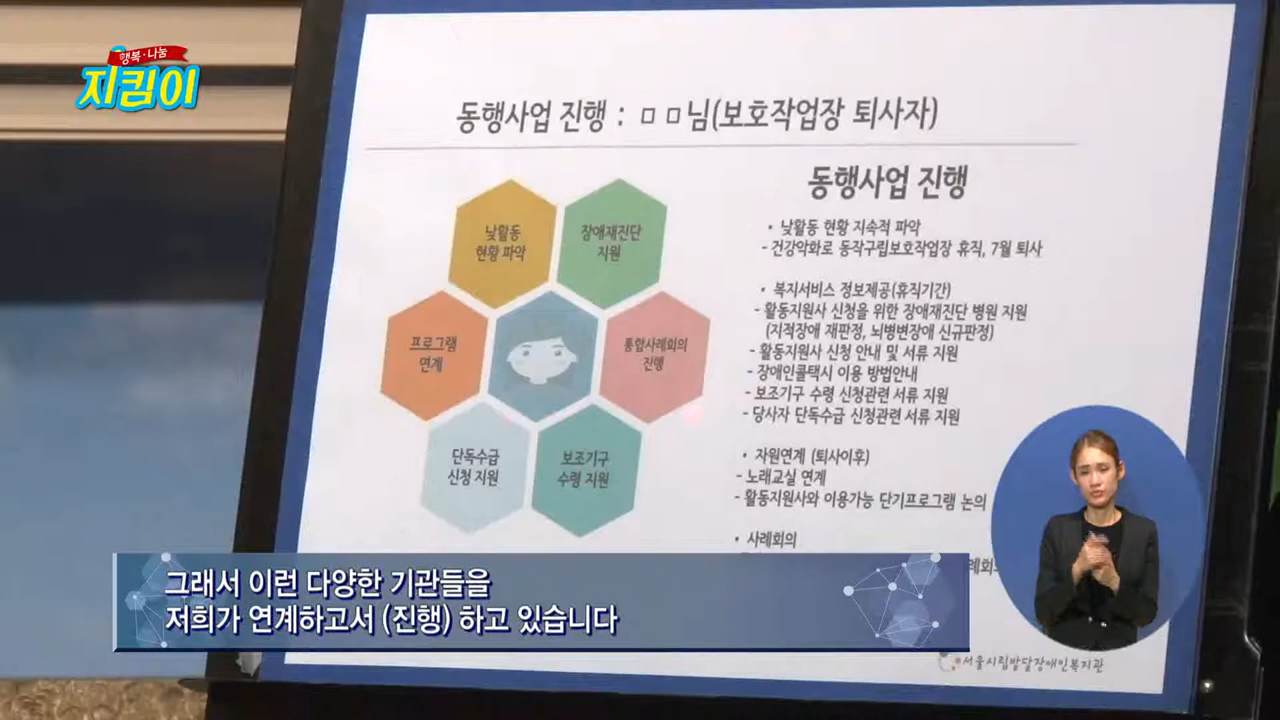 행복·나눔
지킴이
동행사업 진행 : ㅁㅁ님(보호작업장 퇴사자)
동행사업 진행
낮활동
현황 파악
장애재진단
지원
프로그램
연계
통합사례회의
진행
단독수급
신청 지원
보조기구
수령 지원
• 낮활동 현황 지속적 파악
- 건강악화로 동작구립보호작업장 휴직, 7월 퇴사
• 복지서비스 정보제공(휴직기간)
- 활동지원사 신청을 위한 장애재진단 병원 지원
(지적장애 재판정, 뇌병변장애 신규판정)
- 활동지원사 신청 안내 및 서류 지원
- 장애인콜택시 이용 방법안내
- 보조기구 수령 신청관련 서류 지원
- 당사자 단독수급 신청관련 서류 지원
• 자원연계 (퇴사이후)
- 노래교실 연계
- 활동지원사와 이용가능 단기프로그램 논의
• 사례회의
그래서 이런 다양한 기관들을
저희가 연계하고서 (진행) 하고 있습니다
서울시립발달장애인복지관